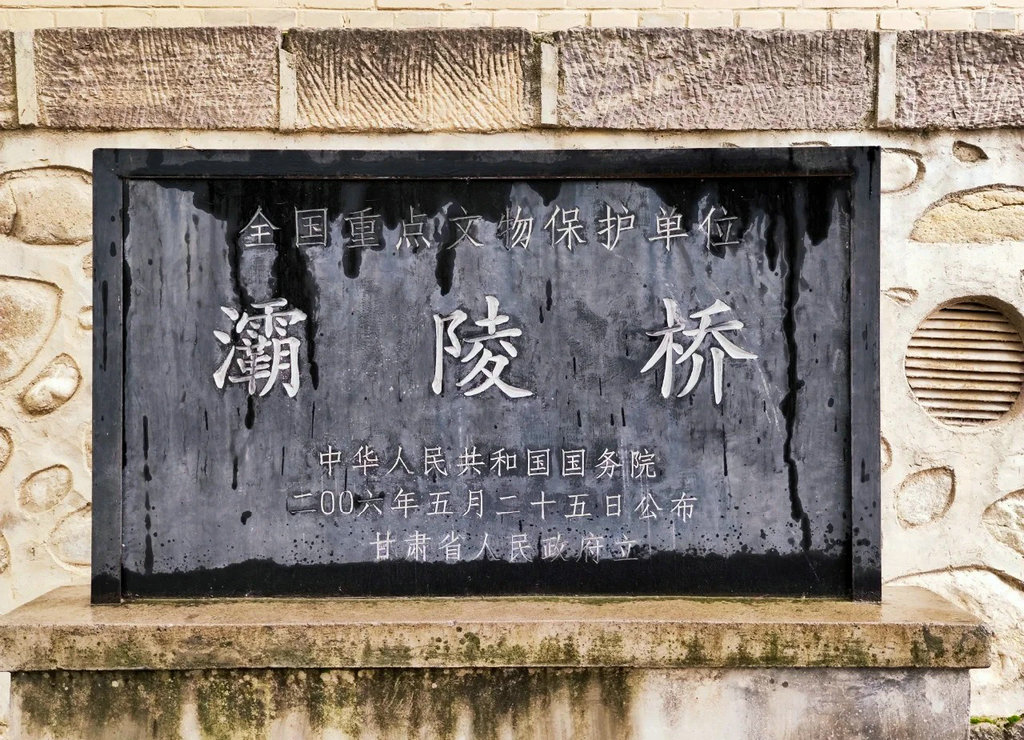 全国重点文物保护单位
灞陵桥
中华人民共和国国务院
二00六年五月二十五日公布
甘肃省人民政府立